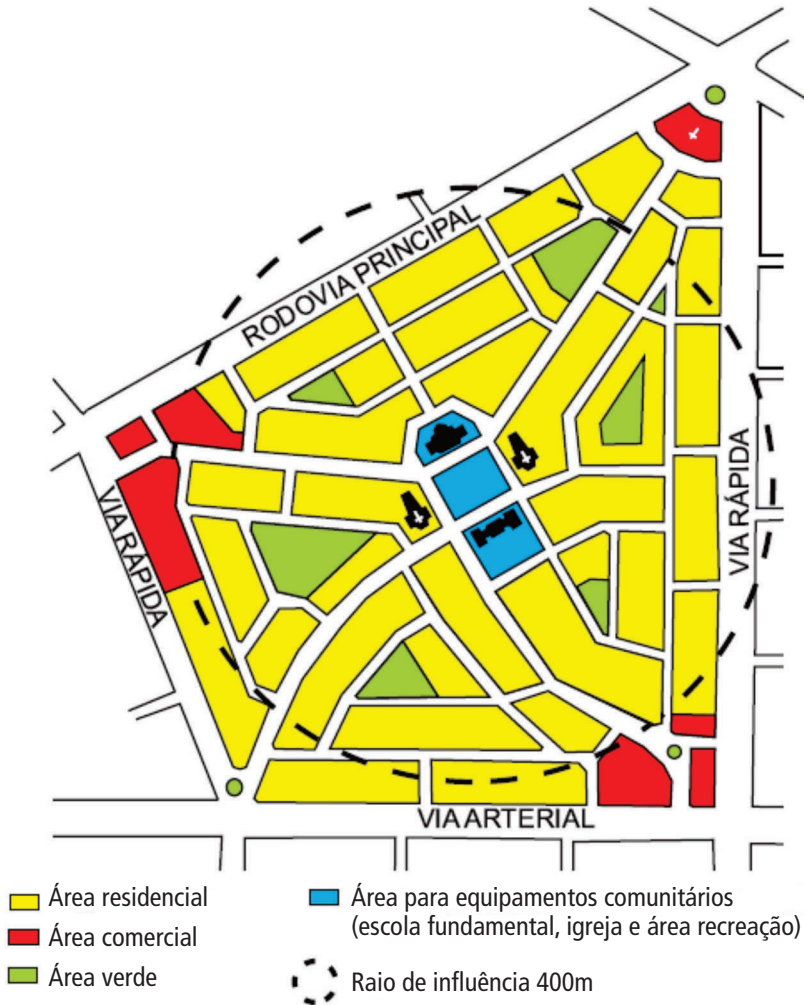 RODOVIA PRINCIPAL
VIA RÁPIDA
VIA RÁPIDA
VIA ARTERIAL
Área residencial
Área comercial
Área verde
Área para equipamentos comunitários
(escola fundamental, igreja e área recreação)
Raio de influência 400m